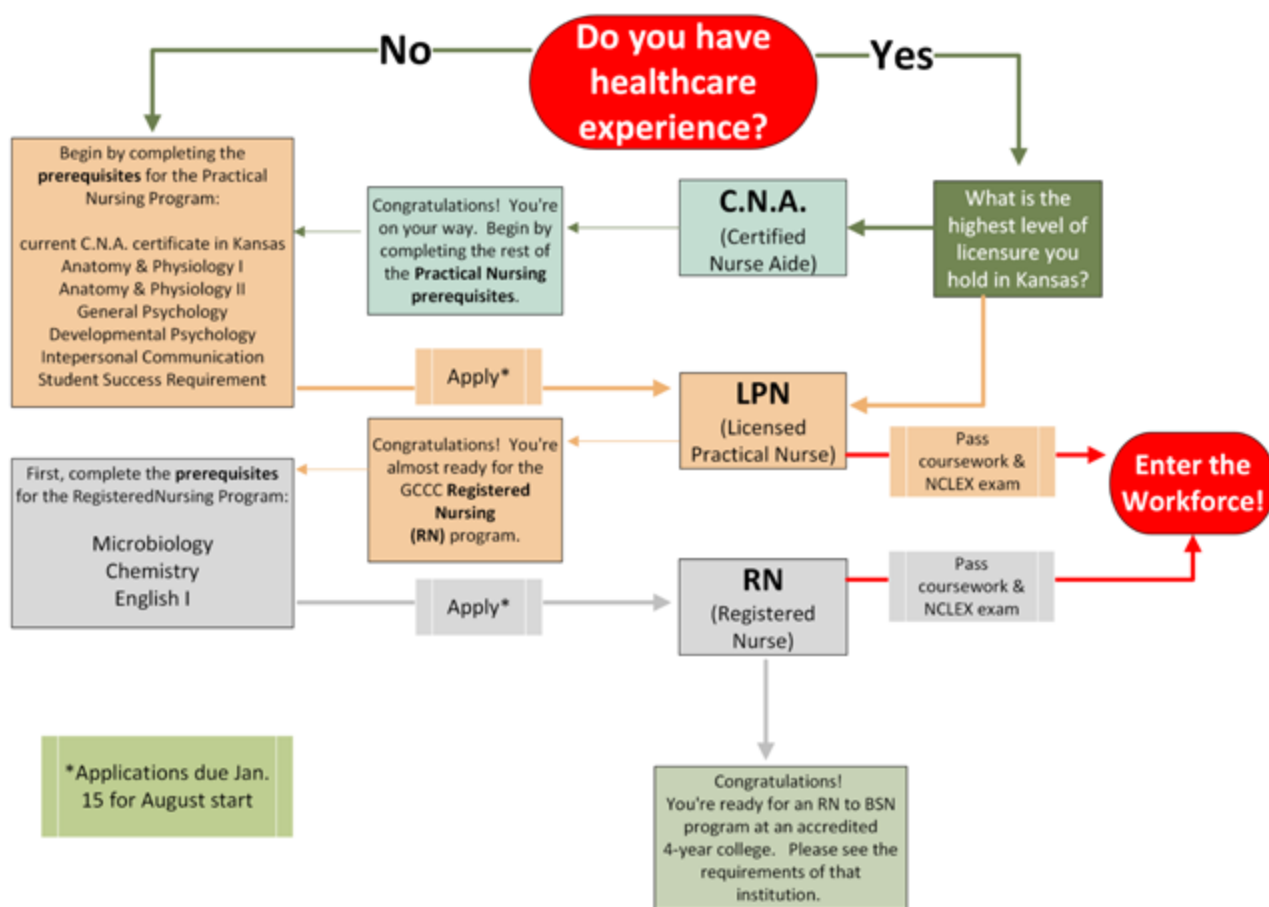 No
Do you have
healthcare
experience?
Yes
Begin by completing the
prerequisites for the Practical
Nursing Program:
current C.N.A. certificate in Kansas
Anatomy & Physiology I
Anatomy & Physiology II
General Psychology
Developmental Psychology
Intepersonal Communication
Student Success Requirement
Congratulations! You're
on your way. Begin by
completing the rest of
the Practical Nursing
prerequisites.
C.N.A.
(Certified
Nurse Aide)
What is the
highest level of
licensure you
hold in Kansas?
Apply*
LPN
(Licensed
Practical Nurse)
Pass
coursework &
NCLEX exam
Enter the
Workforce!
Congratulations! You're
almost ready for the
GCCC Registered
Nursing
(RN) program.
First, complete the prerequisites
for the RegisteredNursing Program:
Microbiology
Chemistry
English I
Apply*
RN
(Registered
Nurse)
Pass
coursework &
NCLEX exam
*Applications due Jan.
15 for August start
Congratulations!
You're ready for an RN to BSN
program at an accredited
4-year college. Please see the
requirements of that
institution.